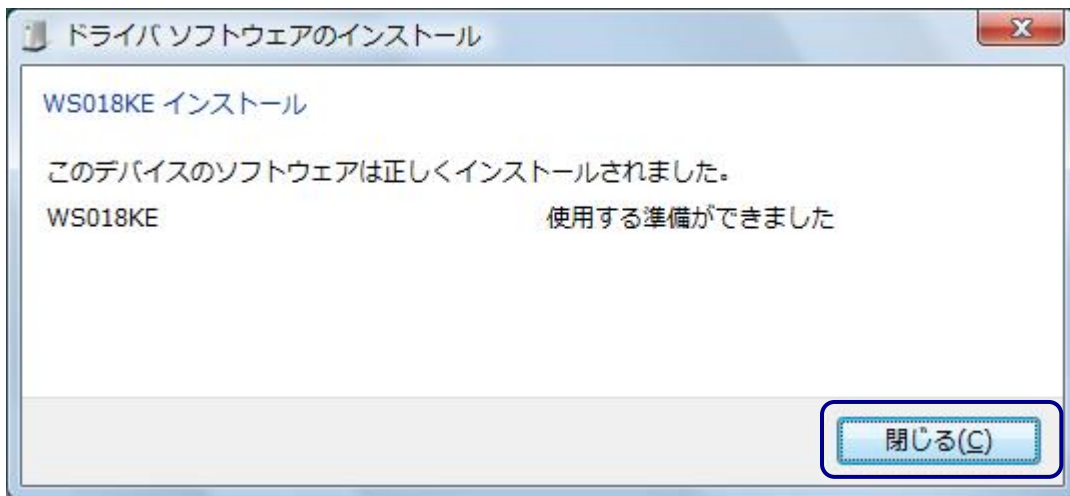 ドライバ ソフトウェアのインストール
WS018KE インストール
このデバイスのソフトウェアは正しくインストールされました。
WS018KE 使用する準備ができました
閉じる(C)